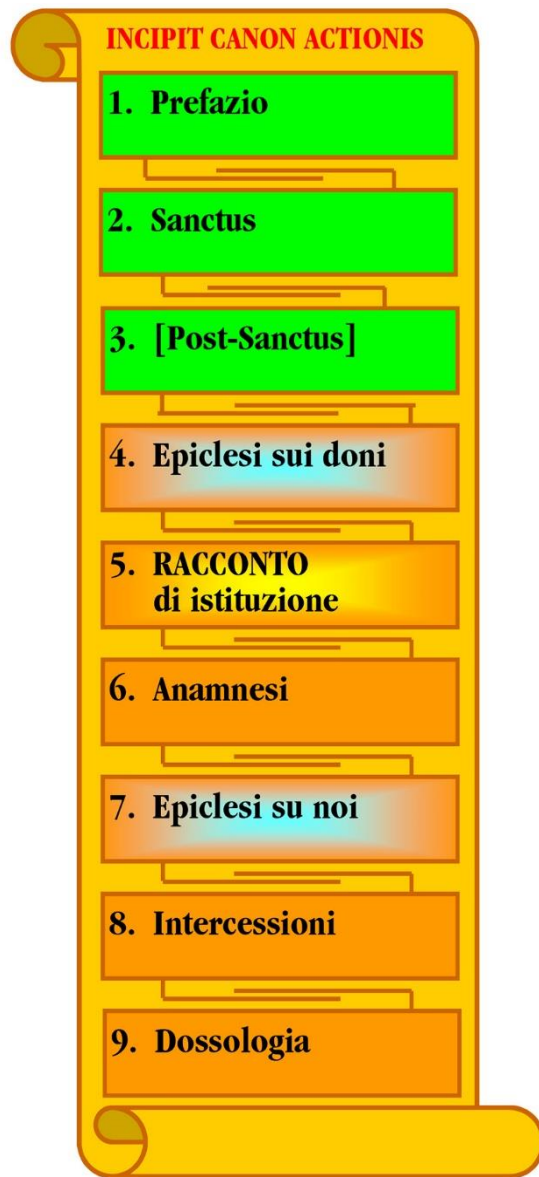 INCIPIT CANON ACTIONIS
1. Prefazio
2. Sanctus
3. [Post-Sanctus]
4. Epiclesi sui doni
5. RACCONTO
di istituzione
6. Anamnesi
7. Epiclesi su noi
8. Intercessioni
9. Dossologia